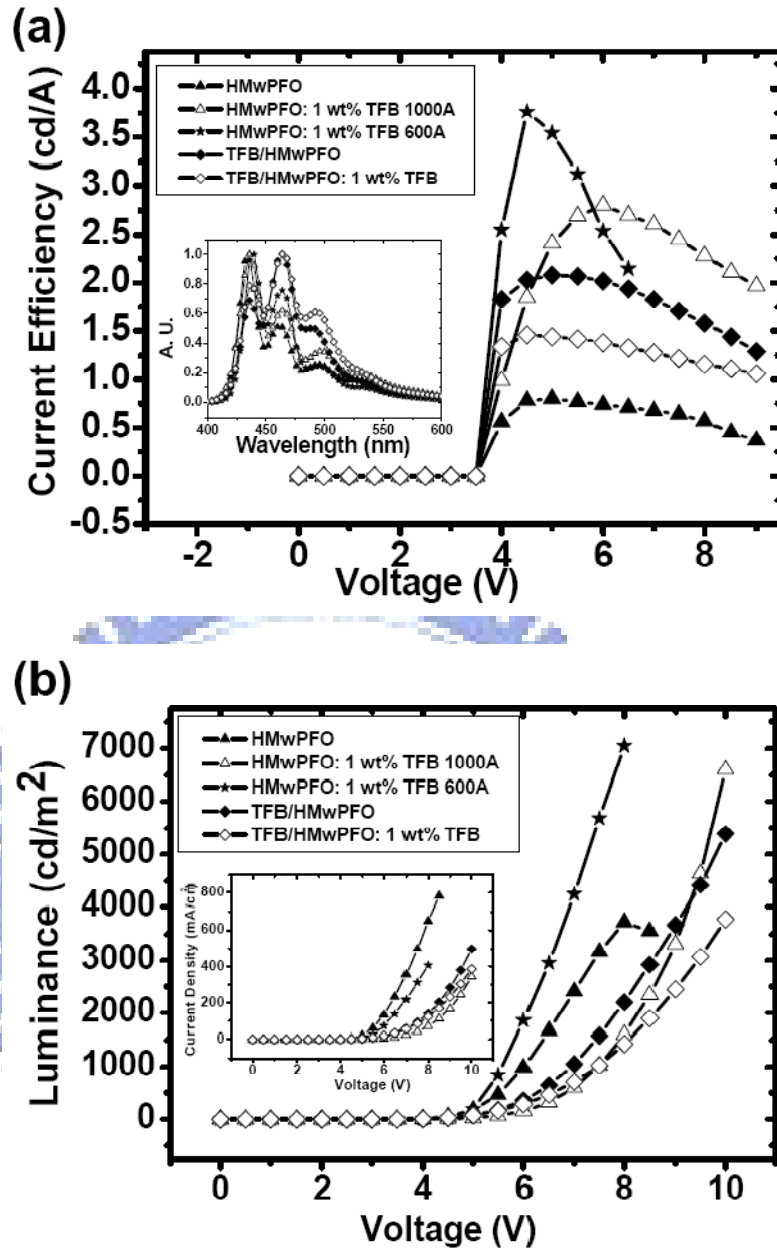 (a)
Current Efficiency (cd/A)
4.0
3.5
3.0
2.5
2.0
1.5
1.0
0.5
0.0
-0.5
HMwPFO
HMwPFO: 1 wt% TFB 1000A
HMwPFO: 1 wt% TFB 600A
TFB/HMwPFO
TFB/HMwPFO: 1 wt% TFB
A. U.
1.0
0.8
0.6
0.4
0.2
0.0
400 450 500 550 600
Wavelength (nm)
-2 0 2 4 6 8
Voltage (V)
(b)
Luminance (cd/m²)
7000
6000
5000
4000
3000
2000
1000
0
HMwPFO
HMwPFO: 1 wt% TFB 1000A
HMwPFO: 1 wt% TFB 600A
TFB/HMwPFO
TFB/HMwPFO: 1 wt% TFB
Current Density (mA/cm²)
800
600
400
200
0
0 2 4 6 8 10
Voltage (V)
0 2 4 6 8 10
Voltage (V)